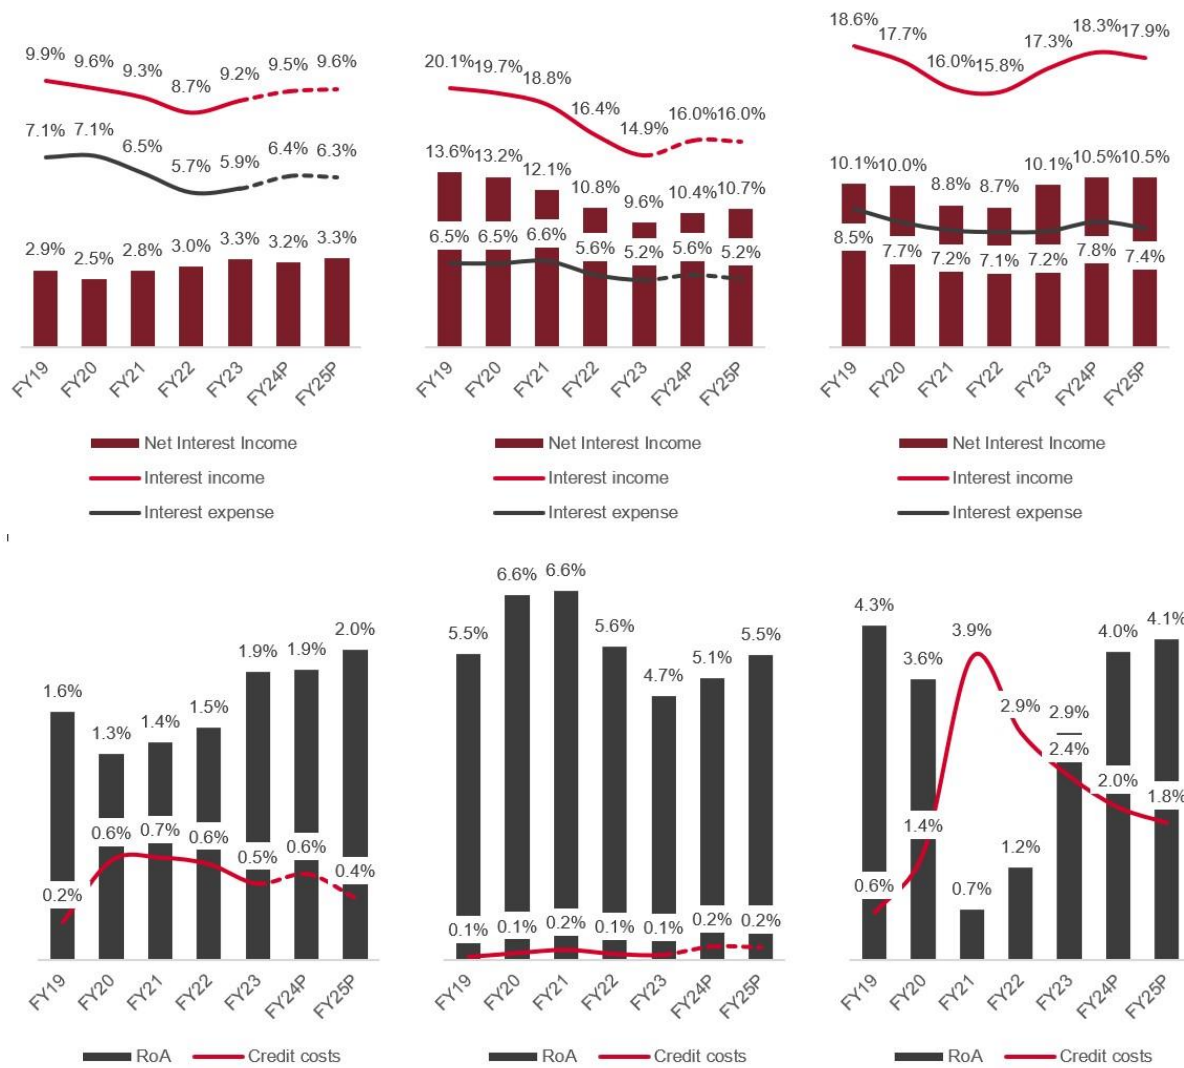 9.9% 9.6% 9.3% 8.7% 9.2% 9.5% 9.6%
7.1% 7.1% 6.5% 5.7% 5.9% 6.4% 6.3%
2.9% 2.5% 2.8% 3.0% 3.3% 3.2% 3.3%
FY19 FY20 FY21 FY22 FY23 FY24P FY25P
Net Interest Income
Interest income
Interest expense
20.1% 19.7% 18.8% 16.4% 14.9% 16.0% 16.0%
13.6% 13.2% 12.1% 10.8% 9.6% 10.4% 10.7%
6.5% 6.5% 6.6% 5.6% 5.2% 5.6% 5.2%
FY19 FY20 FY21 FY22 FY23 FY24P FY25P
Net Interest Income
Interest income
Interest expense
18.6% 17.7% 16.0% 15.8% 17.3% 18.3% 17.9%
10.1% 10.0% 8.8% 8.7% 10.1% 10.5% 10.5%
8.5% 7.7% 7.2% 7.1% 7.2% 7.8% 7.4%
FY19 FY20 FY21 FY22 FY23 FY24P FY25P
Net Interest Income
Interest income
Interest expense
1.6% 1.3% 1.4% 1.5% 1.9% 1.9% 2.0%
0.2% 0.6% 0.7% 0.6% 0.5% 0.6% 0.4%
FY19 FY20 FY21 FY22 FY23 FY24P FY25P
RoA Credit costs
5.5% 6.6% 6.6% 5.6% 4.7% 5.1% 5.5%
0.1% 0.1% 0.2% 0.1% 0.1% 0.2% 0.2%
FY19 FY20 FY21 FY22 FY23 FY24P FY25P
RoA Credit costs
4.3% 3.6% 0.7% 1.2% 2.9% 4.0% 4.1%
0.6% 1.4% 3.9% 2.9% 2.4% 2.0% 1.8%
FY19 FY20 FY21 FY22 FY23 FY24P FY25P
RoA Credit costs